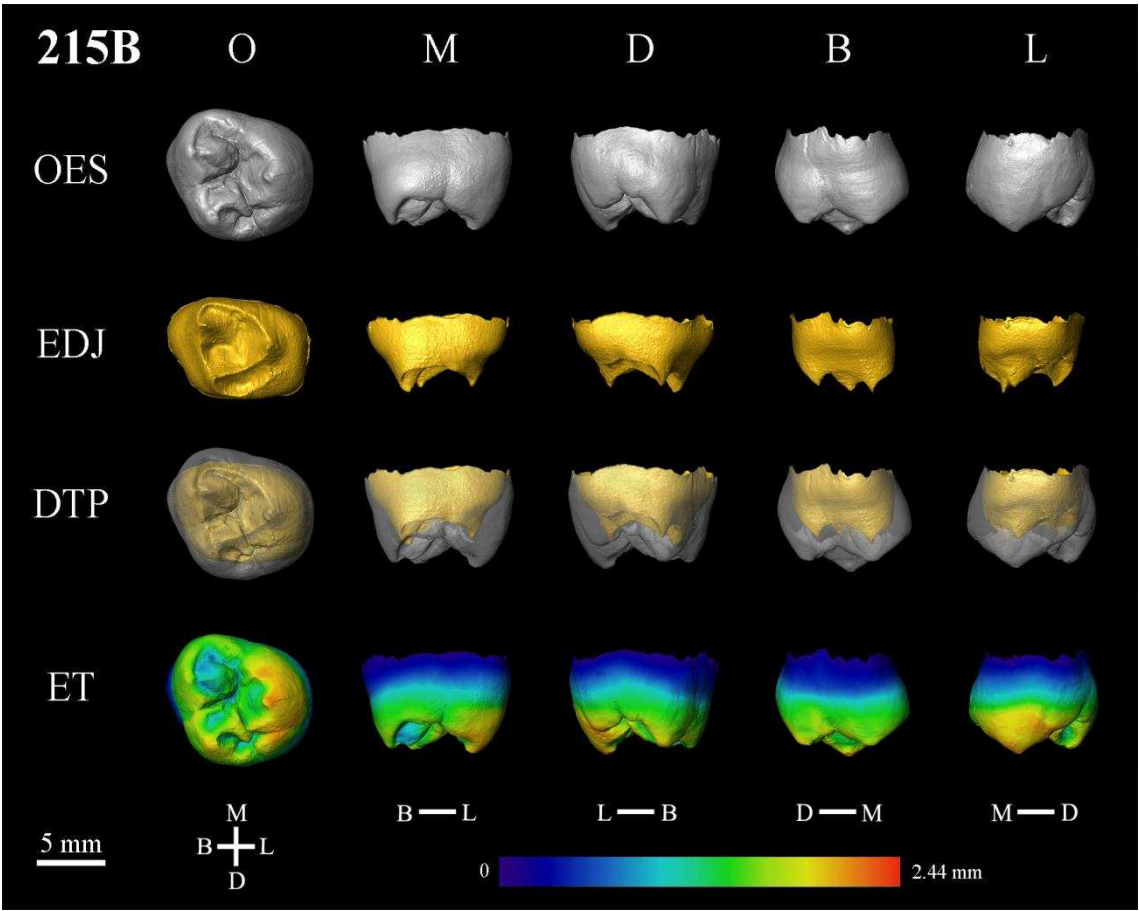 215B O M D B L
OES
EDJ
DTP
ET
M
B L
D
B L
L B
D M
M D
5 mm
0 2.44 mm